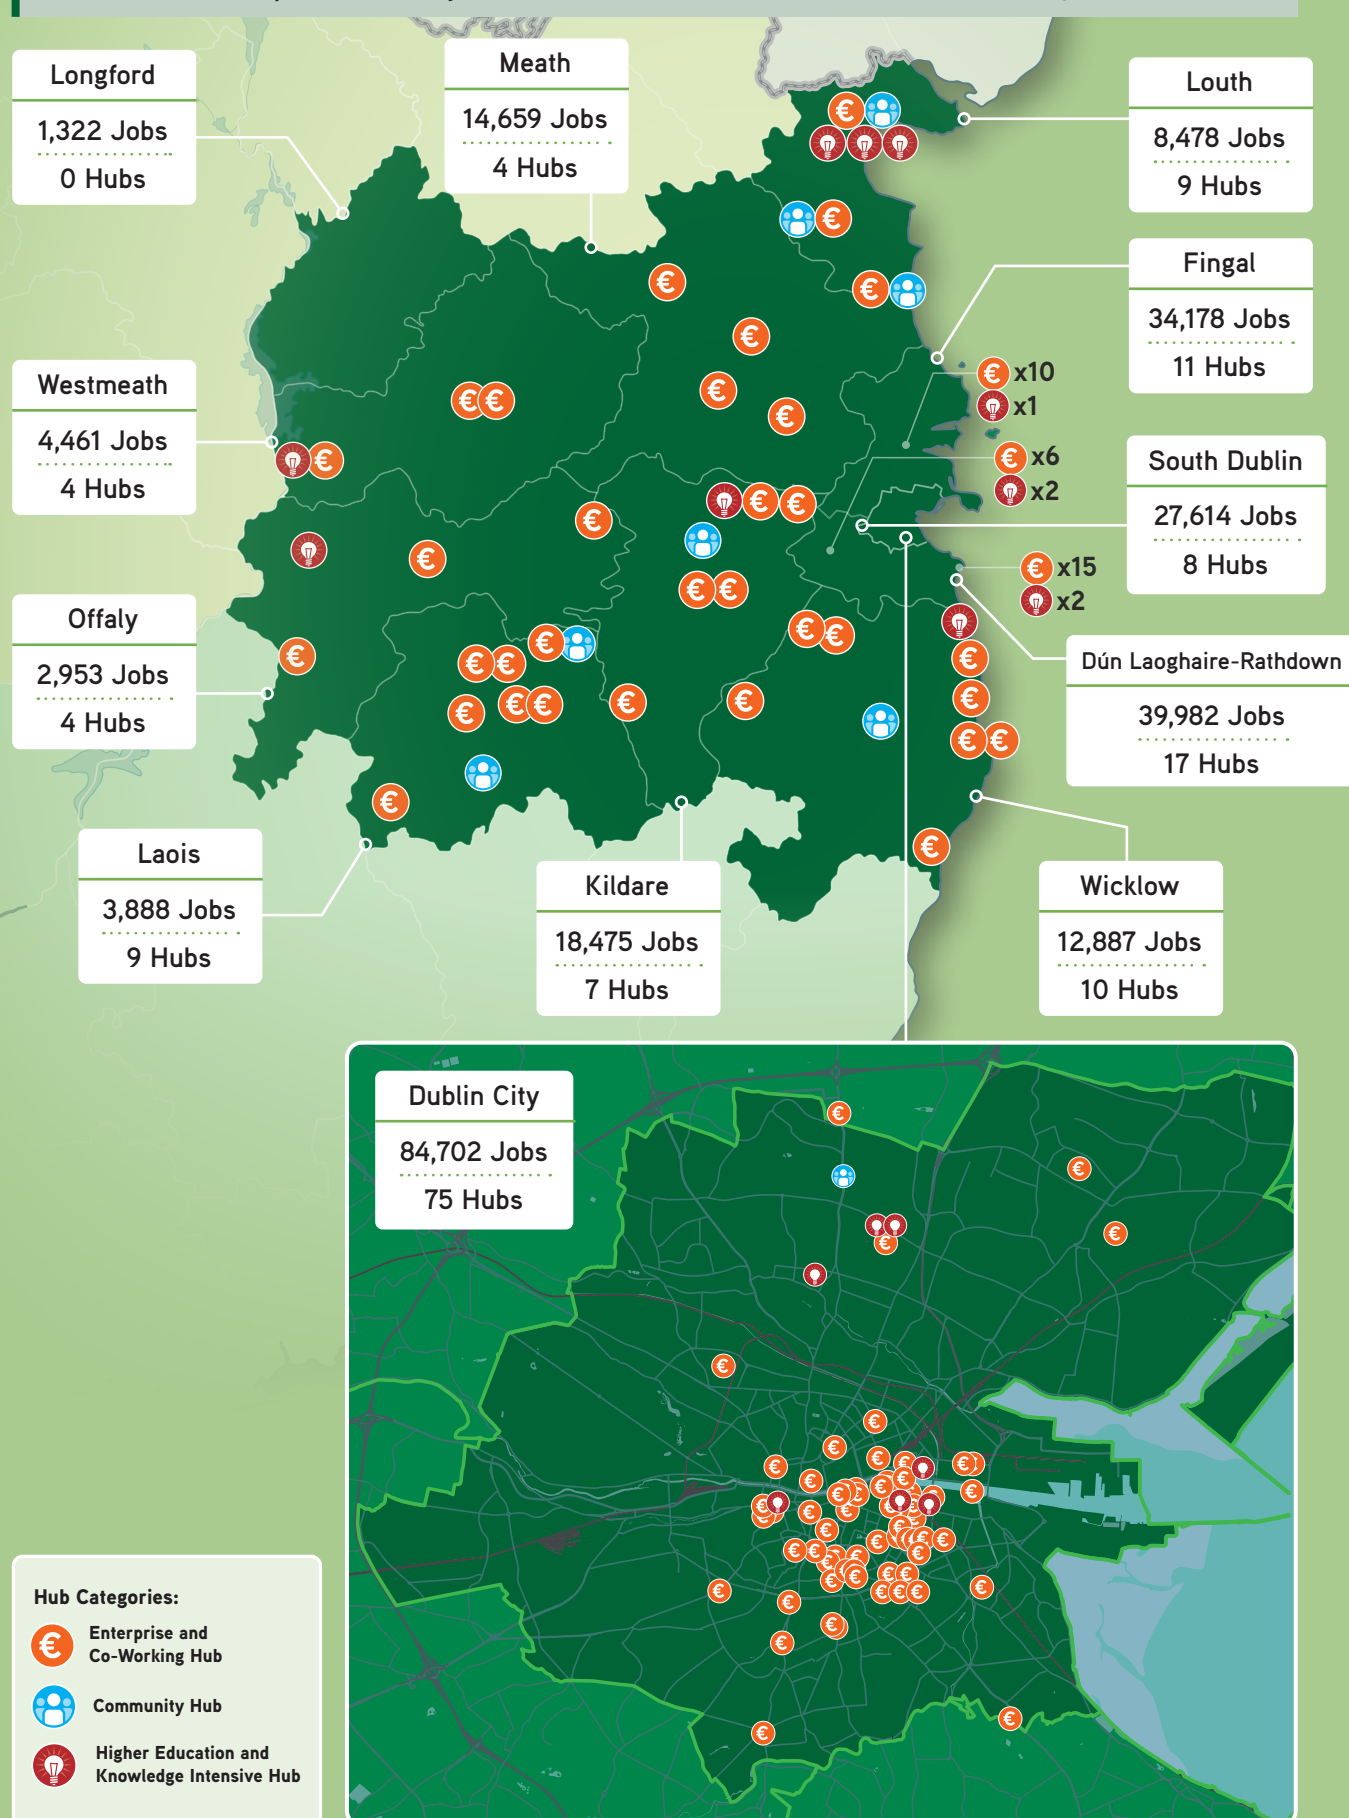 Longford
1,322 Jobs
0 Hubs
Meath
14,659 Jobs
4 Hubs
Louth
8,478 Jobs
9 Hubs
Fingal
34,178 Jobs
11 Hubs
€ x10
x1
Westmeath
4,461 Jobs
4 Hubs
€ x6
x2
South Dublin
27,614 Jobs
8 Hubs
€ x15
x2
Offaly
2,953 Jobs
4 Hubs
Dún Laoghaire-Rathdown
39,982 Jobs
17 Hubs
Laois
3,888 Jobs
9 Hubs
Kildare
18,475 Jobs
7 Hubs
Wicklow
12,887 Jobs
10 Hubs
Dublin City
84,702 Jobs
75 Hubs
Hub Categories:
€ Enterprise and
Co-Working Hub
Community Hub
Higher Education and
Knowledge Intensive Hub